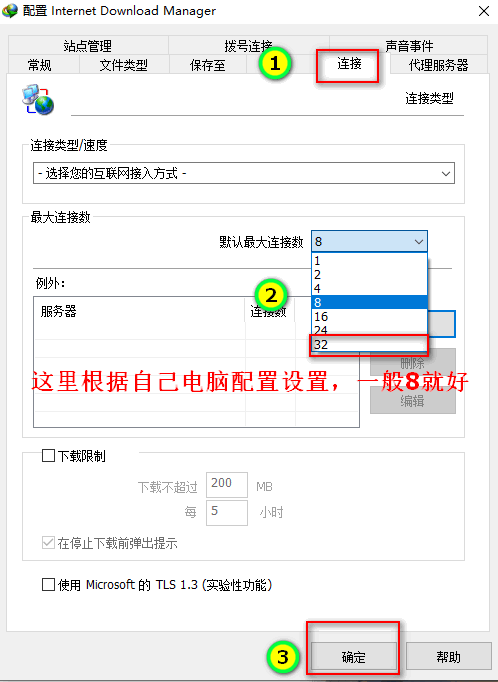 配置 Internet Download Manager
站点管理 拨号连接 声音事件
常规 文件类型 保存至 1 连接 代理服务器
连接类型
连接类型/速度
- 选择您的互联网接入方式 -
最大连接数
默认最大连接数 8
1
2
4
8
16
24
32
例外：
2
服务器 连接数
删除
这里根据自己电脑配置设置，一般8就好
编辑
下载限制
下载不超过 200 MB
每 5 小时
在停止下载前弹出提示
使用 Microsoft 的 TLS 1.3 (实验性功能)
3 确定 帮助